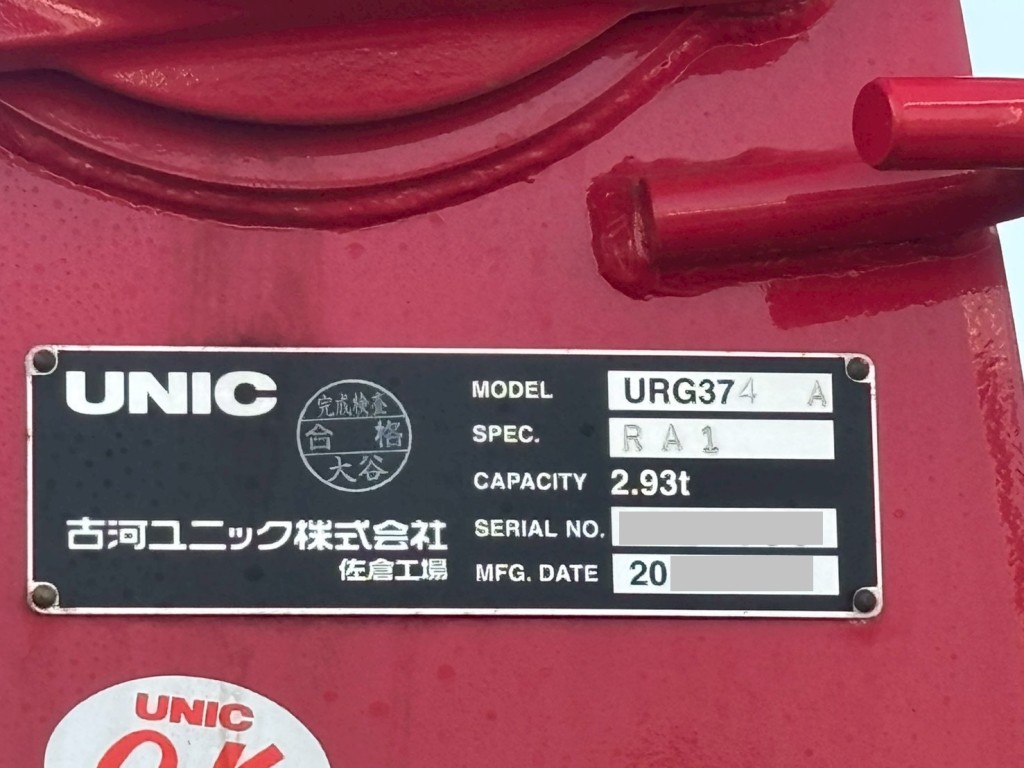 UNIC
完成検査
合格
大谷
古河ユニック株式会社
佐倉工場
MODEL URG374 A
SPEC. RA1
CAPACITY 2.93t
SERIAL NO.
MFG. DATE 20
UNIC
OK